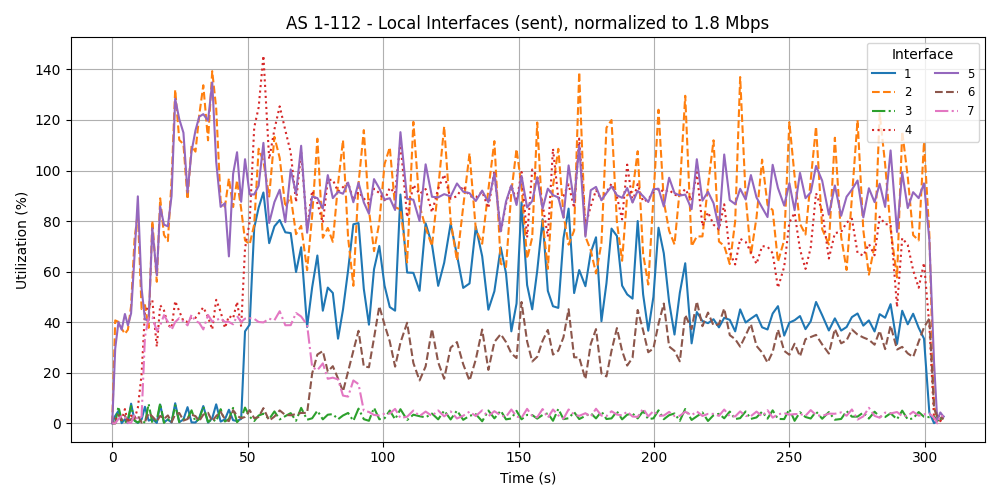 AS 1-112 - Local Interfaces (sent), normalized to 1.8 Mbps
Utilization (%)
140
120
100
80
60
40
20
0
0 50 100 150 200 250 300
Time (s)
Interface
1 5
2 6
3 7
4